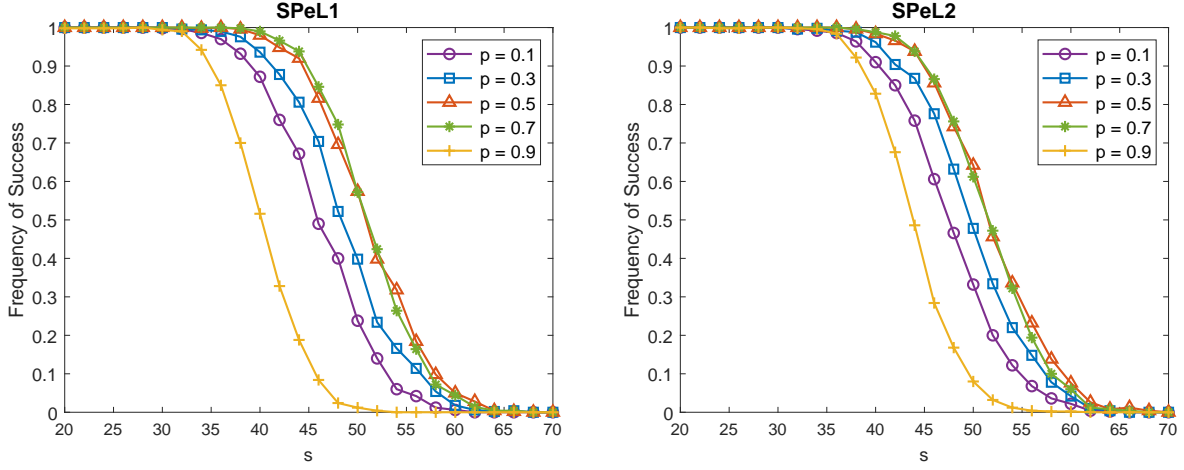 SPeL1
Frequency of Success
1
0.9
0.8
0.7
0.6
0.5
0.4
0.3
0.2
0.1
0
20 25 30 35 40 45 50 55 60 65 70
s
p = 0.1
p = 0.3
p = 0.5
p = 0.7
p = 0.9
SPeL2
Frequency of Success
1
0.9
0.8
0.7
0.6
0.5
0.4
0.3
0.2
0.1
0
20 25 30 35 40 45 50 55 60 65 70
s
p = 0.1
p = 0.3
p = 0.5
p = 0.7
p = 0.9